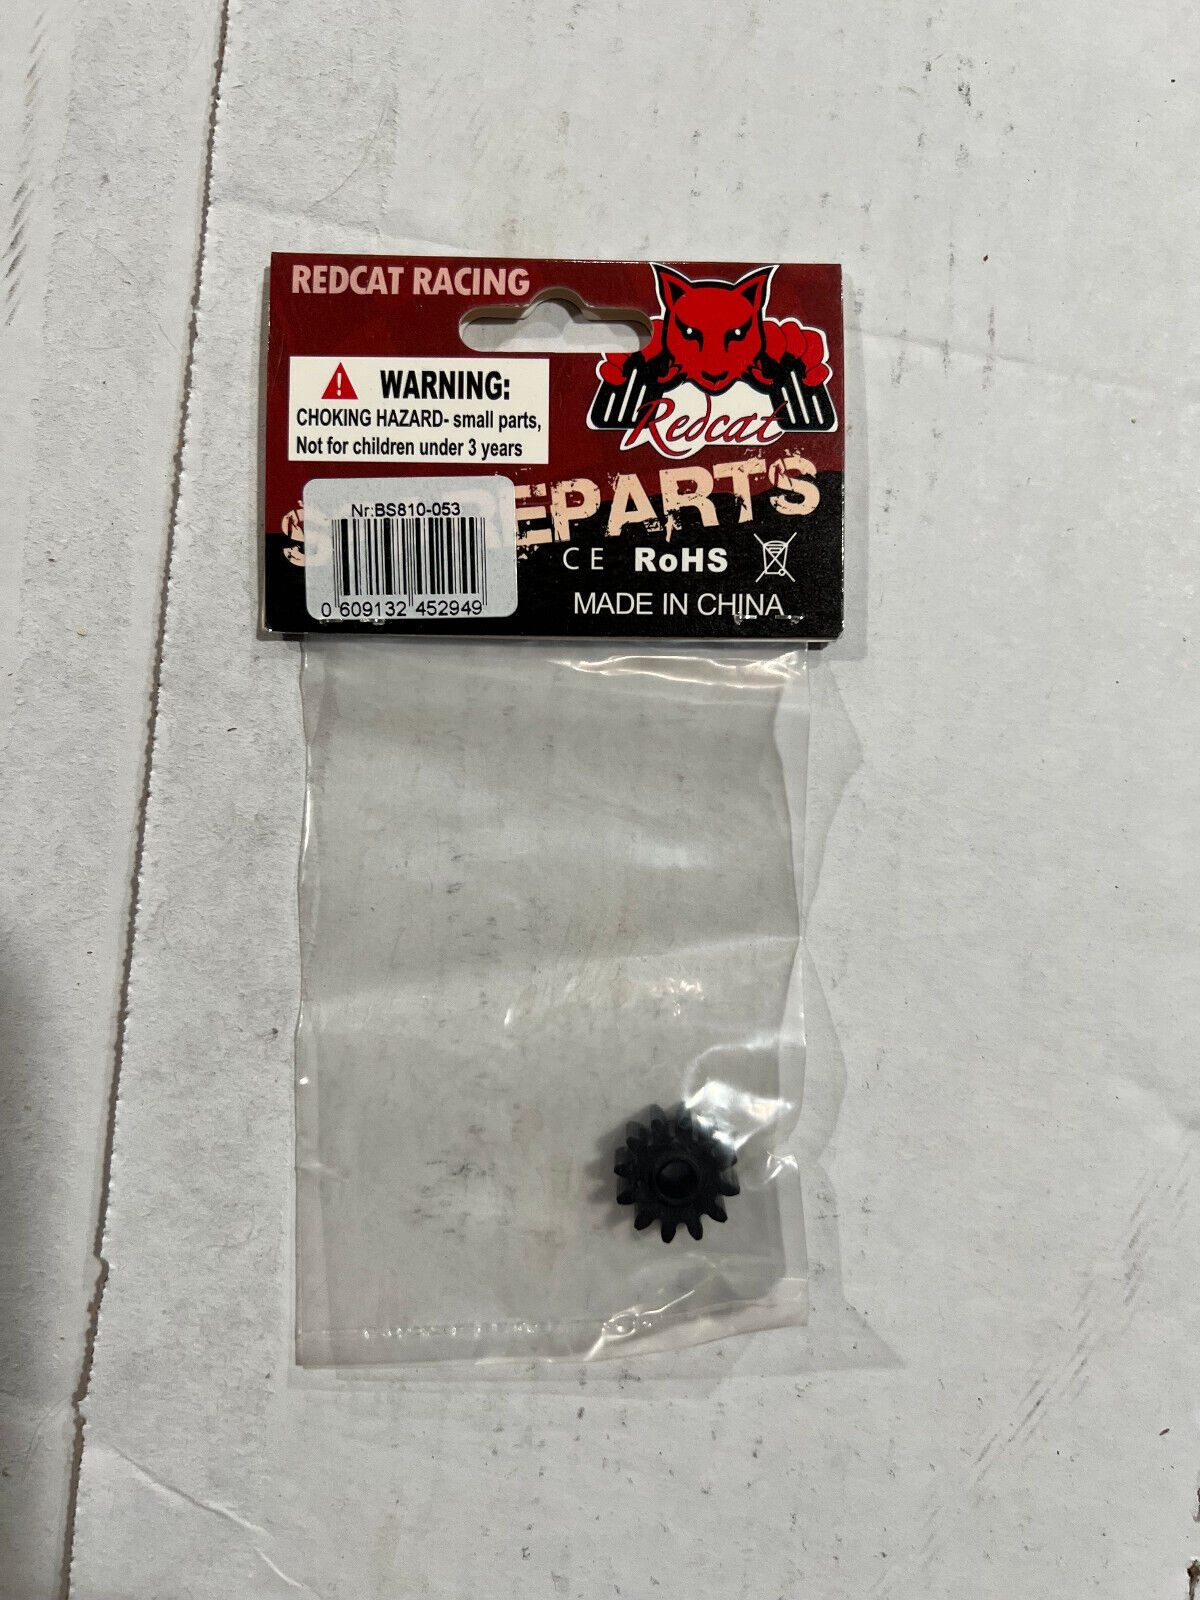 REDCAT RACING
WARNING:
CHOKING HAZARD- small parts,
Not for children under 3 years
Redcat
S REPARTS
Nr:BS810-053
0 609132 452949
CE RoHS
MADE IN CHINA